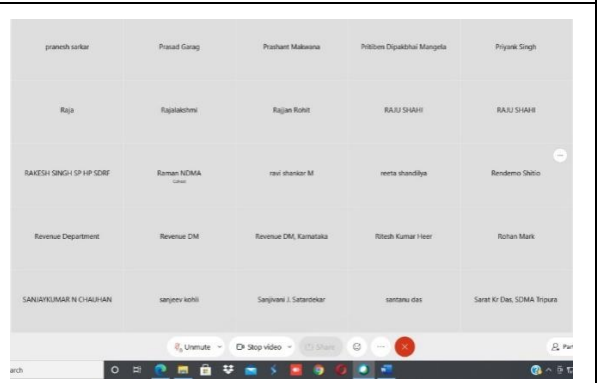 pranesh sarkar Prasad Garag Prashant Makwana Pritiben Dipakbhai Mangela Priyank Singh
Raja Rajalakshmi Rajjan Rohit RAJU SHAHI RAJU SHAHI
RAKESH SINGH SP HP SDRF Raman NDMA ravi shankar M reeta shandilya Rendemo Shitio
Revenue Department Revenue DM Revenue DM, Karnataka Ritesh Kumar Heer Rohan Mark
SANJAYKUMAR N CHAUHAN sanjeev kohli Sanjivani J. Satardekar santanu das Sarat Kr Das, SDMA Tripura
Unmute Stop video Share Par
arch